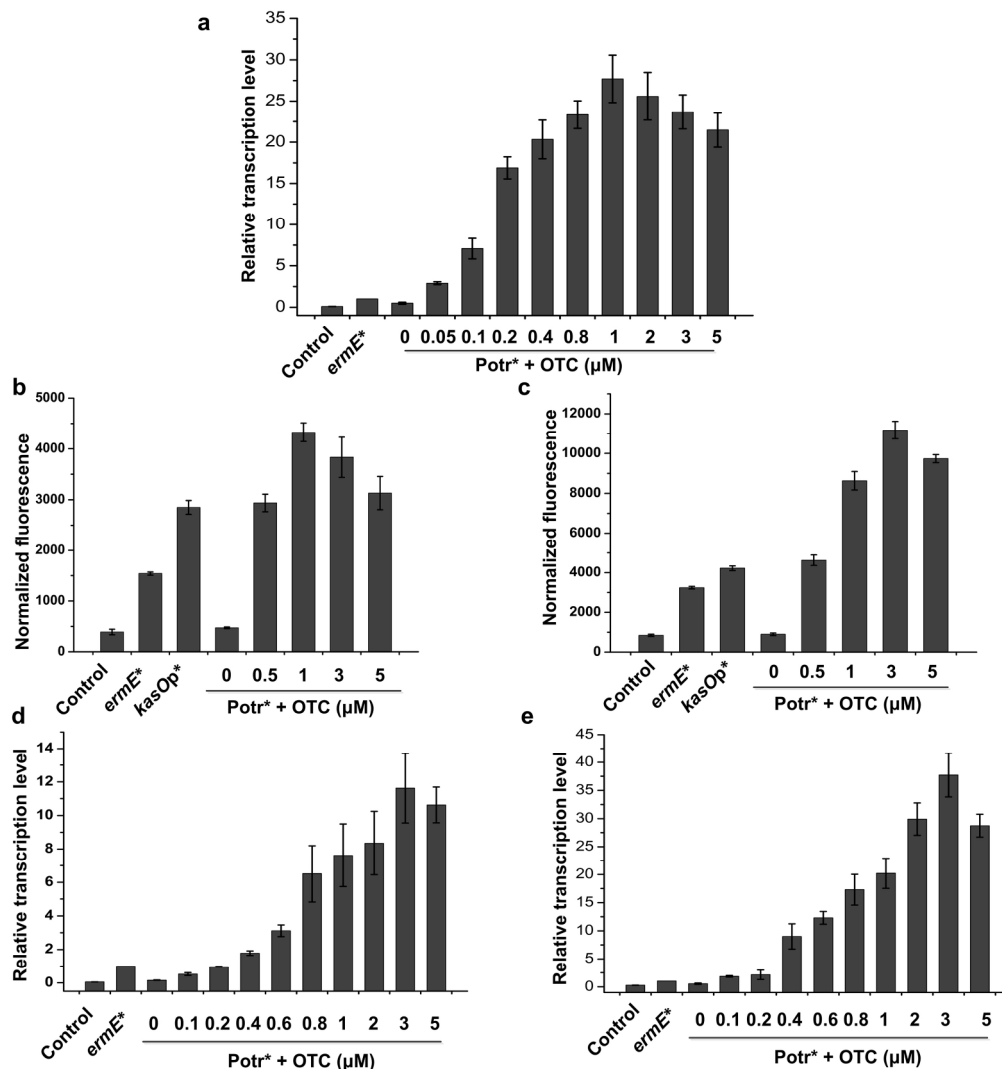 a
Relative transcription level
35
30
25
20
15
10
5
0
Control
ermE*
0 0.05 0.1 0.2 0.4 0.8 1 2 3 5
Potr* + OTC (µM)
b
Normalized fluorescence
5000
4000
3000
2000
1000
0
Control
ermE*
kasOp*
0 0.5 1 3 5
Potr* + OTC (µM)
c
Normalized fluorescence
12000
10000
8000
6000
4000
2000
0
Control
ermE*
kasOp*
0 0.5 1 3 5
Potr* + OTC (µM)
d
Relative transcription level
14
12
10
8
6
4
2
0
Control
ermE*
0 0.1 0.2 0.4 0.6 0.8 1 2 3 5
Potr* + OTC (µM)
e
Relative transcription level
45
40
35
30
25
20
15
10
5
0
Control
ermE*
0 0.1 0.2 0.4 0.6 0.8 1 2 3 5
Potr* + OTC (µM)